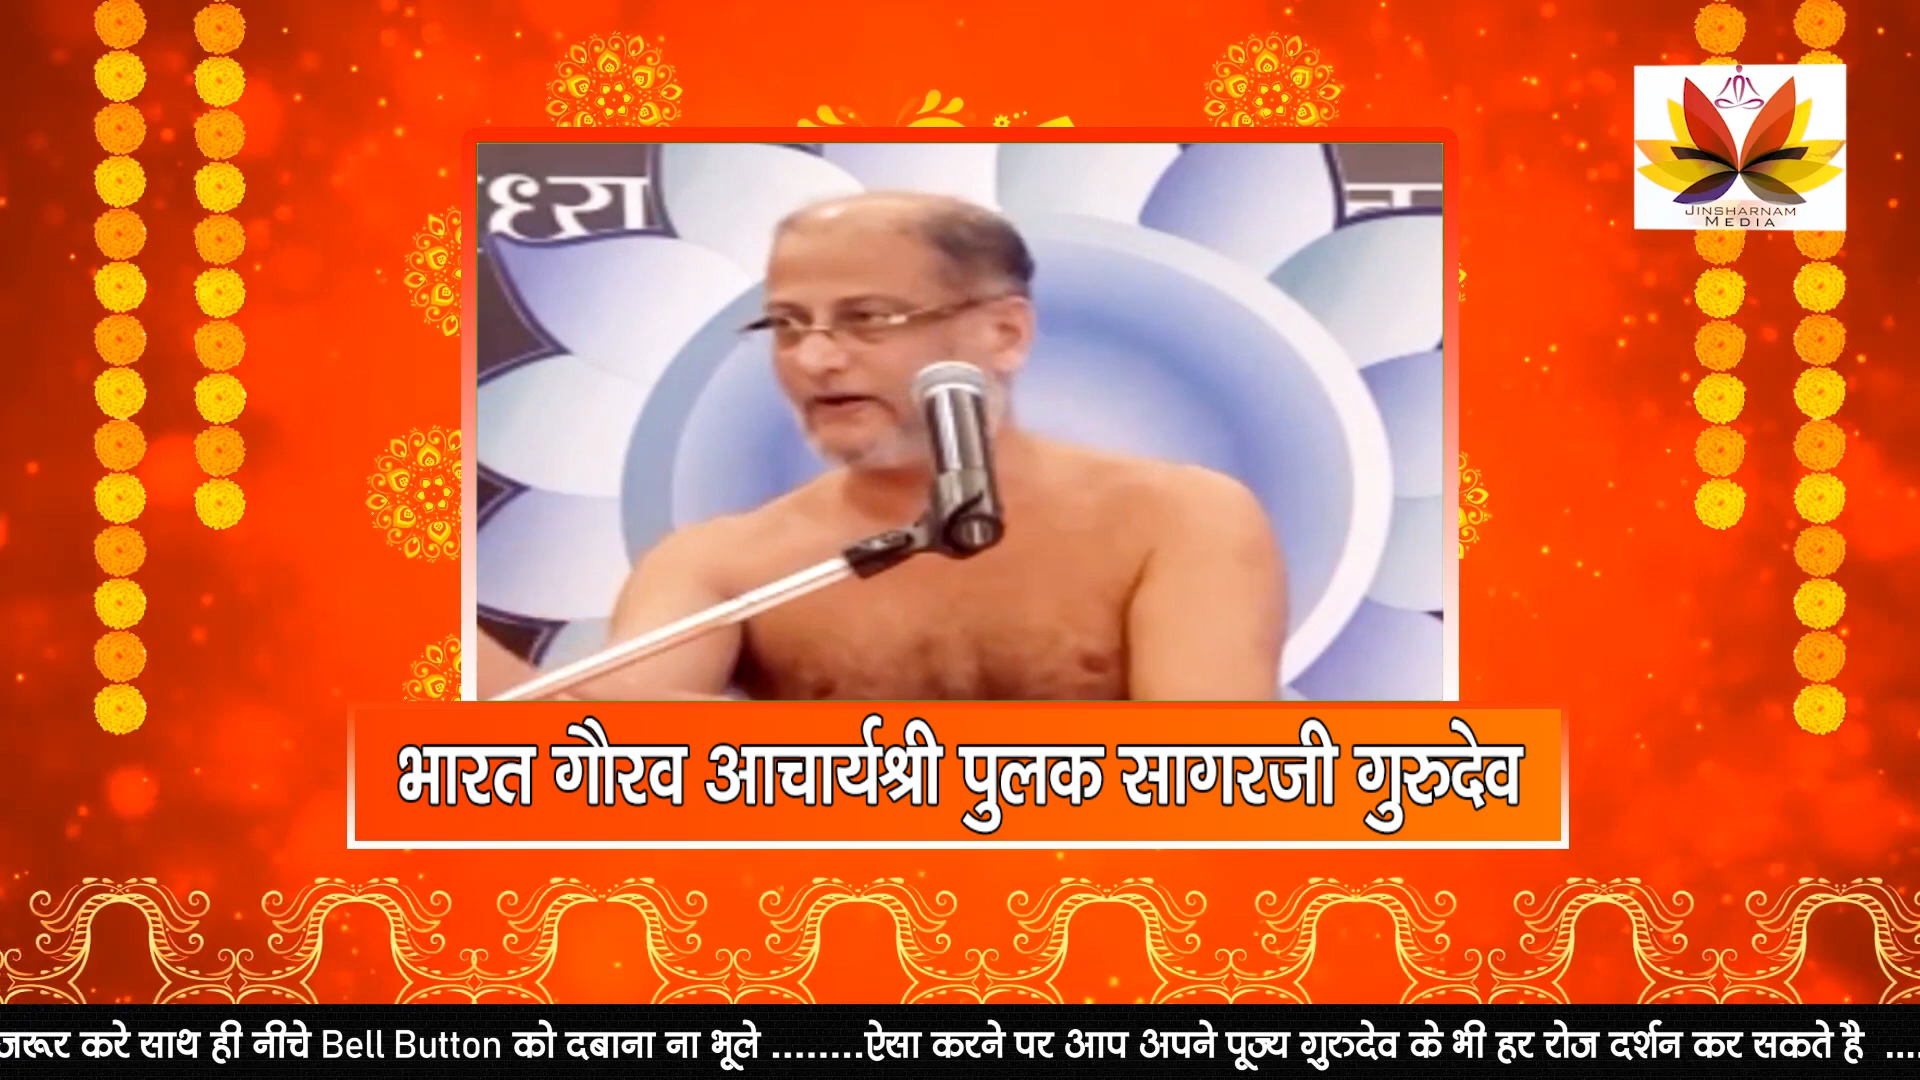 JINSHARNAM
MEDIA
भारत गौरव आचार्यश्री पुलक सागरजी गुरुदेव
जरूर करे साथ ही नीचे Bell Button को दबाना ना भूले ........ऐसा करने पर आप अपने पूज्य गुरुदेव के भी हर रोज दर्शन कर सकते है ....